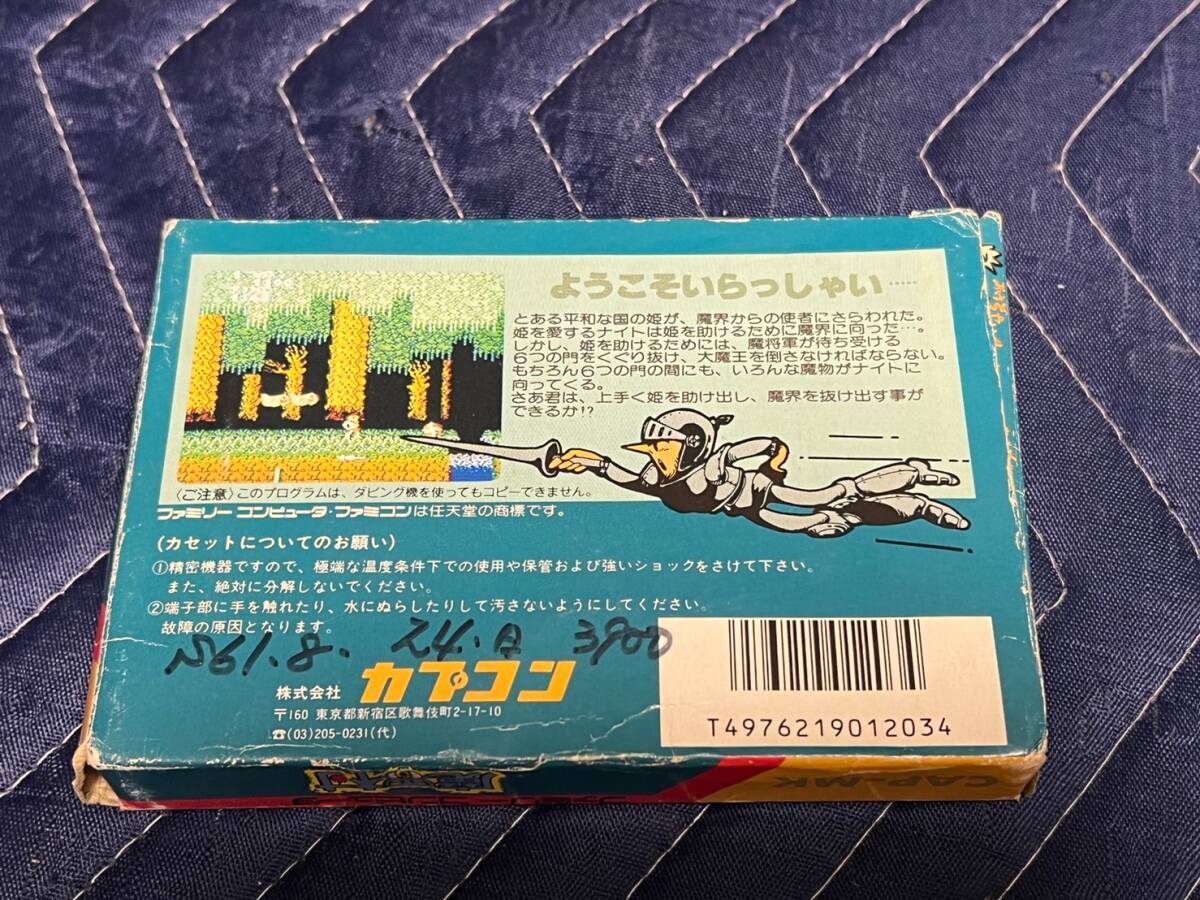 ようこそいらっしゃい‥‥‥
とある平和な国の姫が、魔界からの使者にさらわれた。
姫を愛するナイトは姫を助けるために魔界に向った…。
しかし、姫を助けるためには、魔将軍が待ち受ける
6つの門をくぐり抜け、大魔王を倒さなければならない。
もちろん6つの門の間にも、いろんな魔物がナイトに
向ってくる。
さあ君は、上手く姫を助け出し、魔界を抜け出す事が
できるか!?
〈ご注意〉このプログラムは、ダビング機を使ってもコピーできません。
ファミリーコンピュータ・ファミコンは任天堂の商標です。
(カセットについてのお願い)
①精密機器ですので、極端な温度条件下での使用や保管および強いショックをさけて下さい。
また、絶対に分解しないでください。
②端子部に手を触れたり、水にぬらしたりして汚さないようにしてください。
故障の原因となります。
S61.8.24.日 3900
株式会社 カプコン
〒160 東京都新宿区歌舞伎町2-17-10
☎(03)205-0231(代)
T4976219012034
CAP-MK
ファミリーコンピュータ